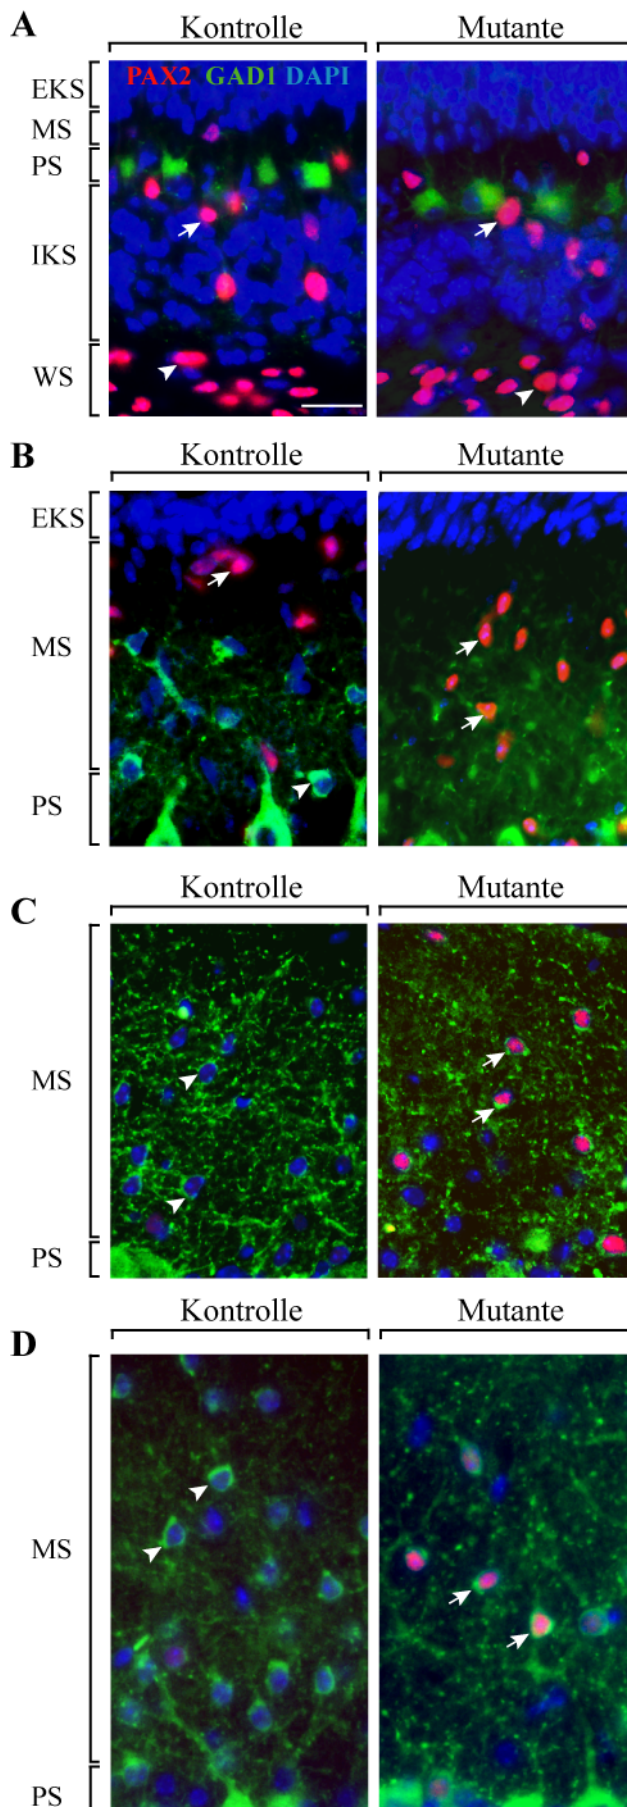 A
Kontrolle Mutante
EKS
MS
PS
IKS
WS
PAX2 GAD1 DAPI
B
Kontrolle Mutante
EKS
MS
PS
C
Kontrolle Mutante
MS
PS
D
Kontrolle Mutante
MS
PS